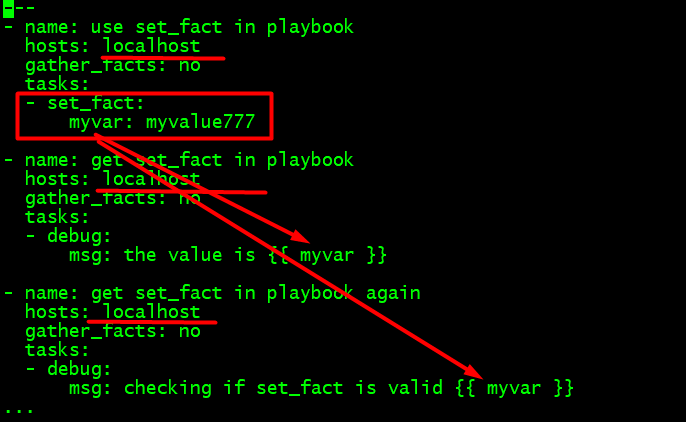 ---
- name: use set_fact in playbook
  hosts: localhost
  gather_facts: no
  tasks:
  - set_fact:
      myvar: myvalue777
- name: get set_fact in playbook
  hosts: localhost
  gather_facts: no
  tasks:
  - debug:
      msg: the value is {{ myvar }}
- name: get set_fact in playbook again
  hosts: localhost
  gather_facts: no
  tasks:
  - debug:
      msg: checking if set_fact is valid {{ myvar }}
...